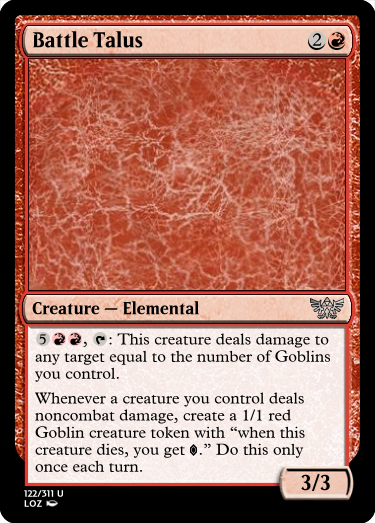 Battle Talus 2
Creature — Elemental
5, : This creature deals damage to
any target equal to the number of Goblins
you control.
Whenever a creature you control deals
noncombat damage, create a 1/1 red
Goblin creature token with “when this
creature dies, you get .” Do this only
once each turn.
3/3
122/311 U
LOZ